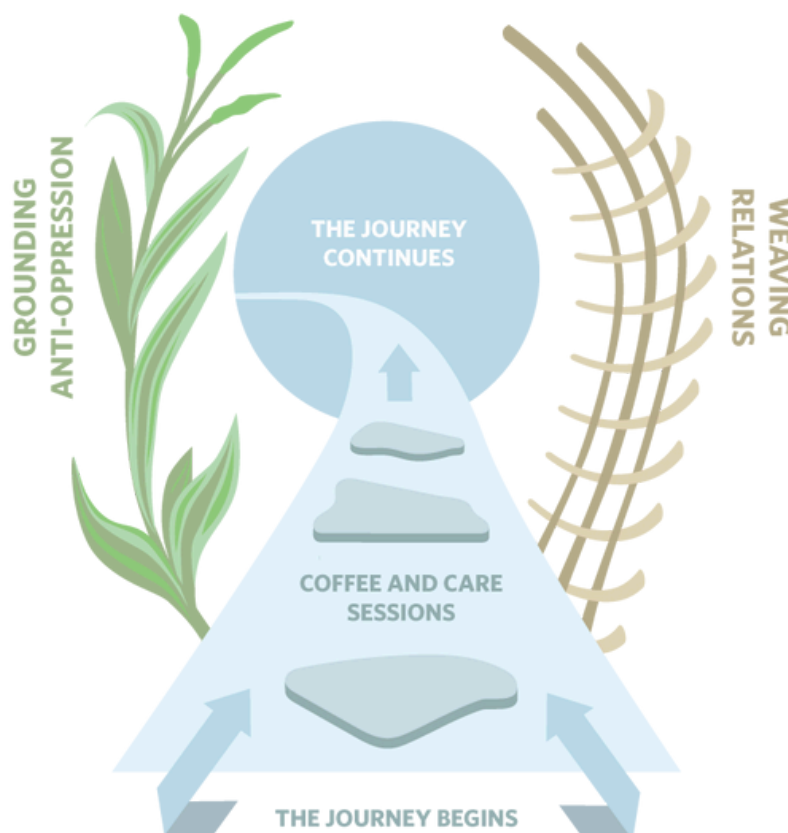 GROUNDING
ANTI-OPPRESSION
THE JOURNEY
CONTINUES
WEAVING
RELATIONS
COFFEE AND CARE
SESSIONS
THE JOURNEY BEGINS